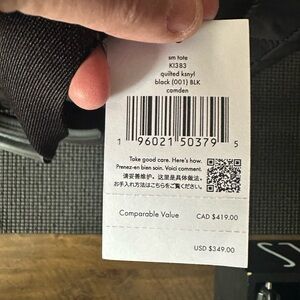 sm tote
KI383
quilted ksnyl
black (001) BLK
camden
1 96021 50379 5
Take good care. Here's how.
Prenez-en bien soin. Voici comment.
请妥善维护。这里是具体做法。
お手入れ方法はこちらをご覧ください。
Comparable Value
CAD $419.00
USD $349.00